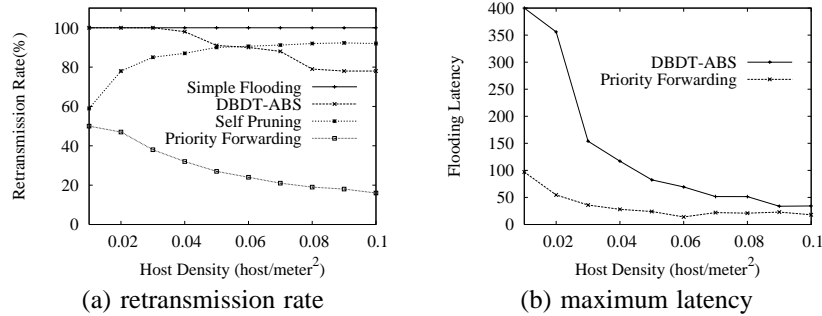 Retransmission Rate(%)
100
80
60
40
20
0
Simple Flooding
DBDT-ABS
Self Pruning
Priority Forwarding
0.02 0.04 0.06 0.08 0.1
Host Density (host/meter²)
(a) retransmission rate
Flooding Latency
400
350
300
250
200
150
100
50
0
DBDT-ABS
Priority Forwarding
0.02 0.04 0.06 0.08 0.1
Host Density (host/meter²)
(b) maximum latency